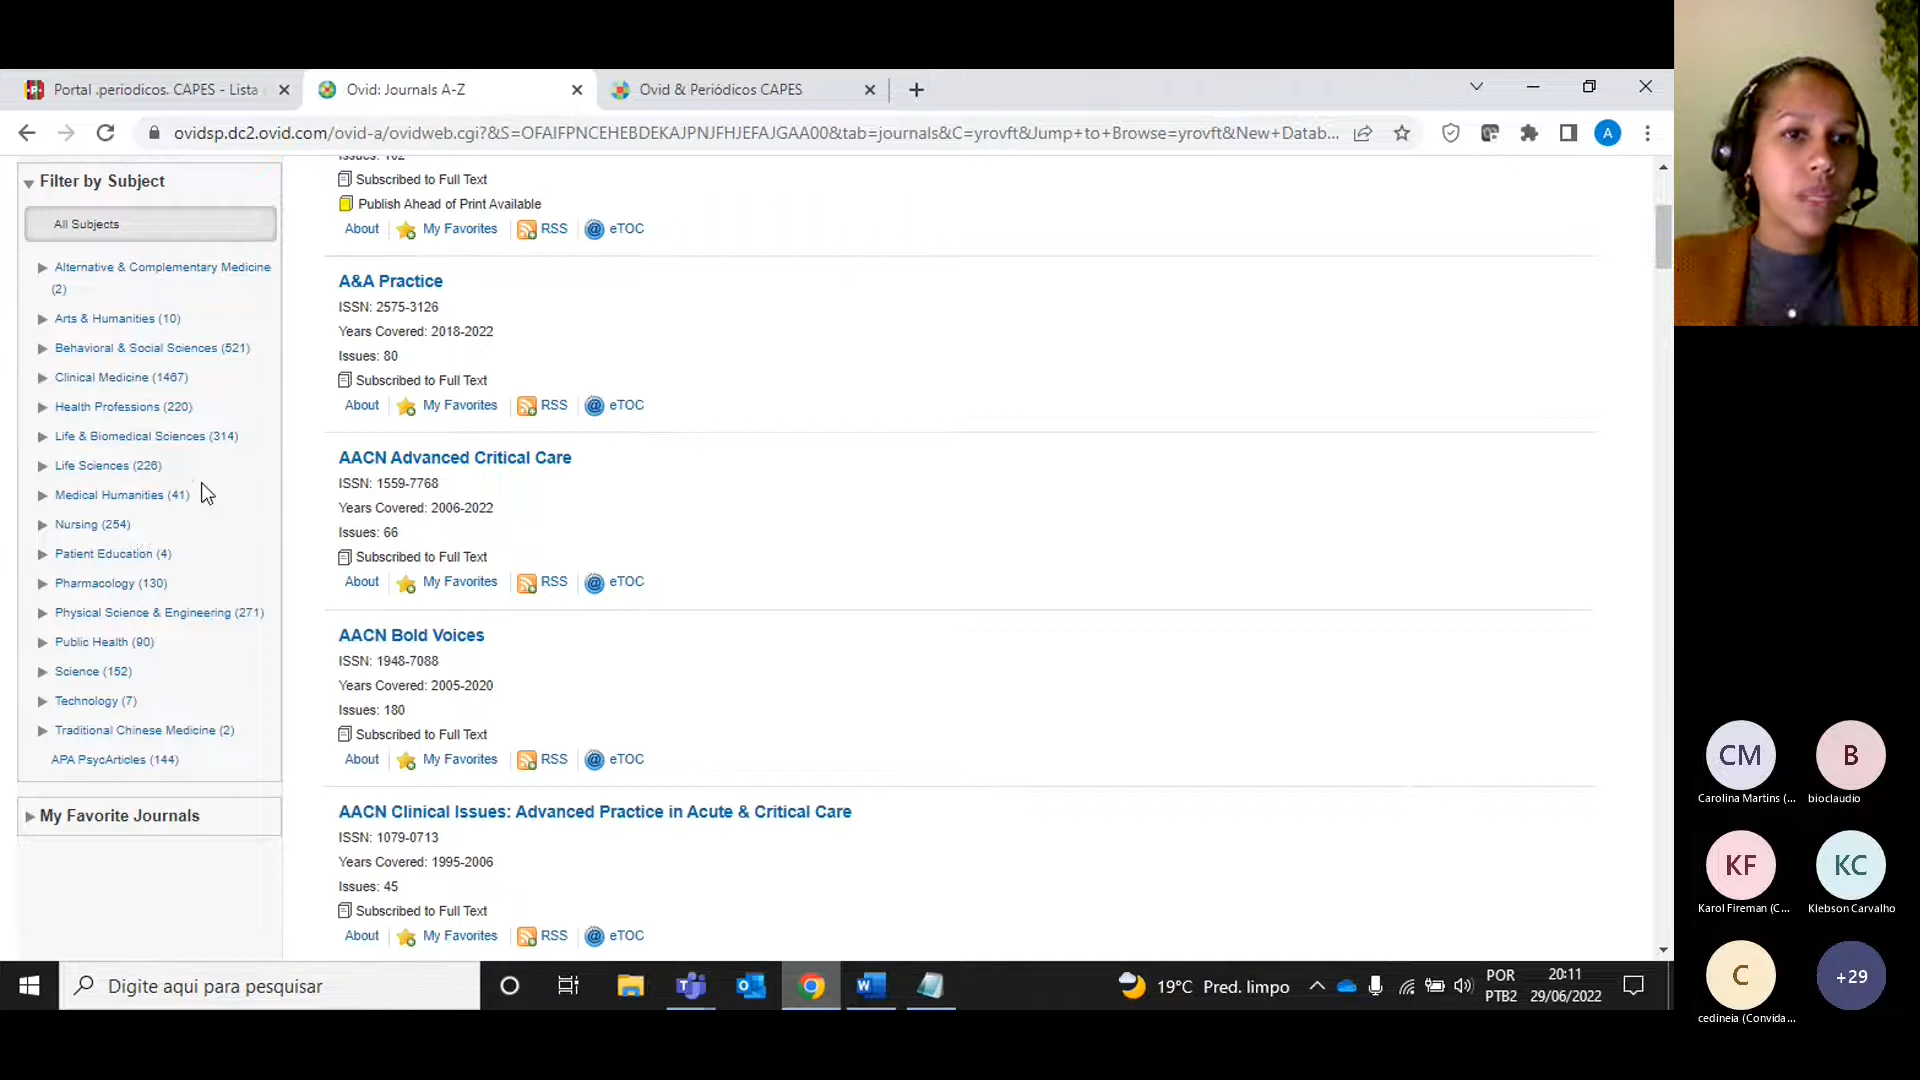 Portal .periodicos. CAPES - Lista
Ovid: Journals A-Z
Ovid & Periódicos CAPES
ovidsp.dc2.ovid.com/ovid-a/ovidweb.cgi?&S=OFAIFPNCEHEBDEKAJPNJFHJEFAJGAA00&tab=journals&C=yrovft&Jump+to+Browse=yrovft&New+Datab...
A
Filter by Subject
All Subjects
Alternative & Complementary Medicine
(2)
Arts & Humanities (10)
Behavioral & Social Sciences (521)
Clinical Medicine (1467)
Health Professions (220)
Life & Biomedical Sciences (314)
Life Sciences (226)
Medical Humanities (41)
Nursing (254)
Patient Education (4)
Pharmacology (130)
Physical Science & Engineering (271)
Public Health (90)
Science (152)
Technology (7)
Traditional Chinese Medicine (2)
APA PsycArticles (144)
My Favorite Journals
Issues: 162
Subscribed to Full Text
Publish Ahead of Print Available
About My Favorites RSS eTOC
A&A Practice
ISSN: 2575-3126
Years Covered: 2018-2022
Issues: 80
Subscribed to Full Text
About My Favorites RSS eTOC
AACN Advanced Critical Care
ISSN: 1559-7768
Years Covered: 2006-2022
Issues: 66
Subscribed to Full Text
About My Favorites RSS eTOC
AACN Bold Voices
ISSN: 1948-7088
Years Covered: 2005-2020
Issues: 180
Subscribed to Full Text
About My Favorites RSS eTOC
AACN Clinical Issues: Advanced Practice in Acute & Critical Care
ISSN: 1079-0713
Years Covered: 1995-2006
Issues: 45
Subscribed to Full Text
About My Favorites RSS eTOC
Digite aqui para pesquisar
19°C Pred. limpo
POR
PTB2
20:11
29/06/2022
CM
Carolina Martins (...
B
bioclaudio
KF
Karol Fireman (C...
KC
Klebson Carvalho
C
cedineia (Convida...
+29